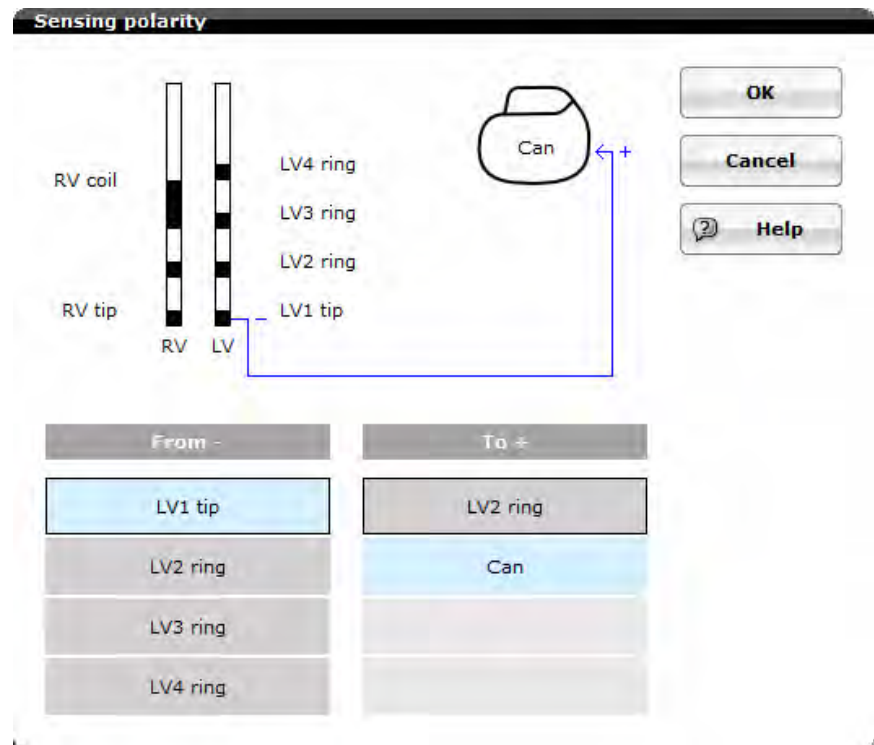 Sensing polarity
OK
Can
+
LV4 ring
Cancel
RV coil
LV3 ring
? Help
LV2 ring
RV tip
– LV1 tip
RV LV
From - To +
LV1 tip LV2 ring
LV2 ring Can
LV3 ring
LV4 ring